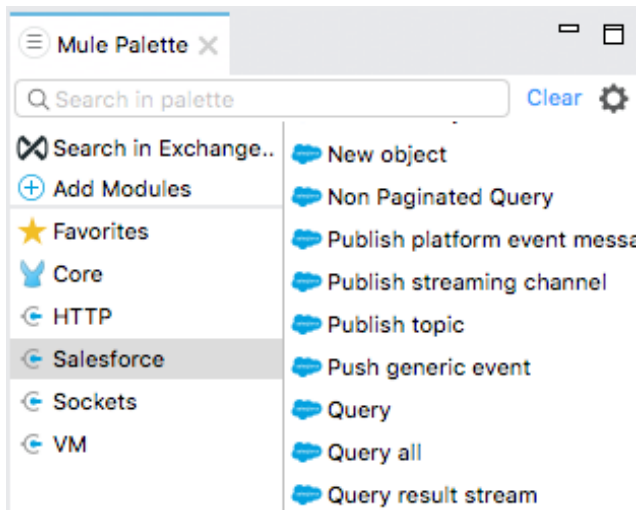 Mule Palette
Search in palette
Clear
Search in Exchange..
Add Modules
Favorites
Core
HTTP
Salesforce
Sockets
VM
New object
Non Paginated Query
Publish platform event messa
Publish streaming channel
Publish topic
Push generic event
Query
Query all
Query result stream